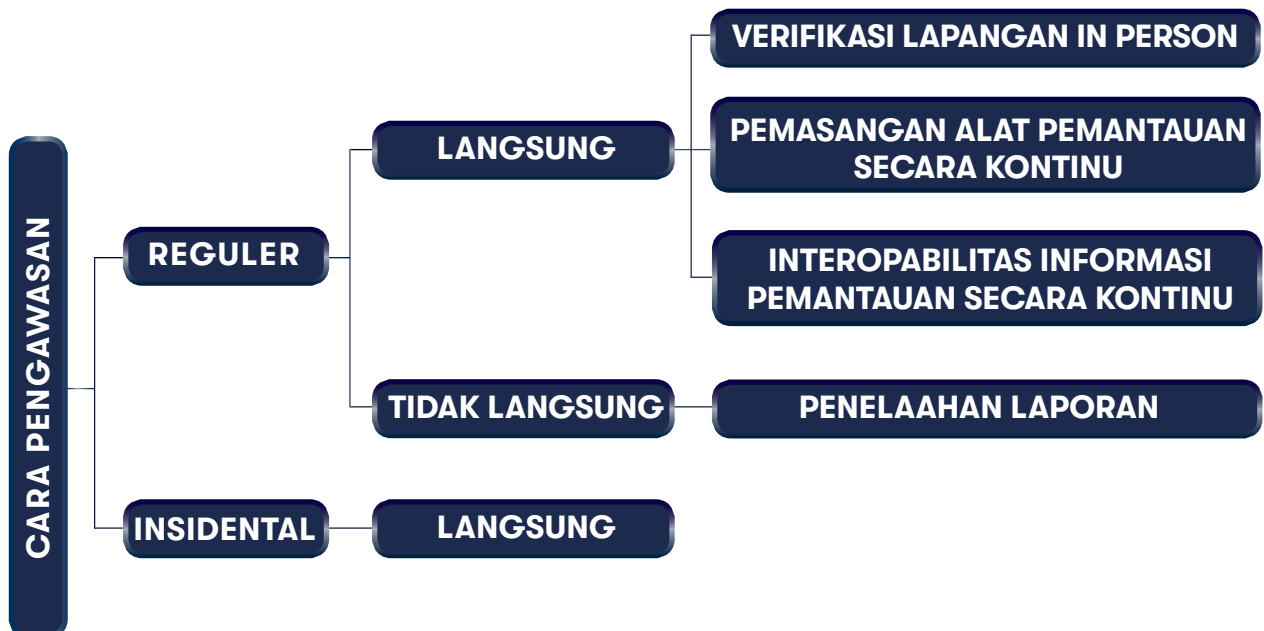 CARA PENGAWASAN
REGULER
LANGSUNG
VERIFIKASI LAPANGAN IN PERSON
PEMASANGAN ALAT PEMANTAUAN
SECARA KONTINU
INTEROPABILITAS INFORMASI
PEMANTAUAN SECARA KONTINU
TIDAK LANGSUNG
PENELAAHAN LAPORAN
INSIDENTAL
LANGSUNG